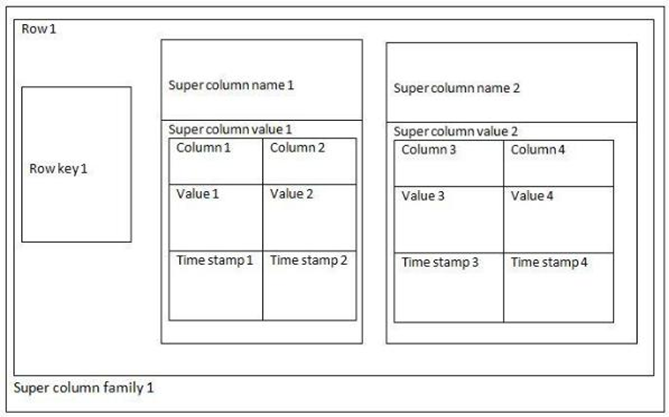 Row 1
Row key 1
Super column name 1
Super column value 1
Column 1 Column 2
Value 1 Value 2
Time stamp 1 Time stamp 2
Super column name 2
Super column value 2
Column 3 Column 4
Value 3 Value 4
Time stamp 3 Time stamp 4
Super column family 1